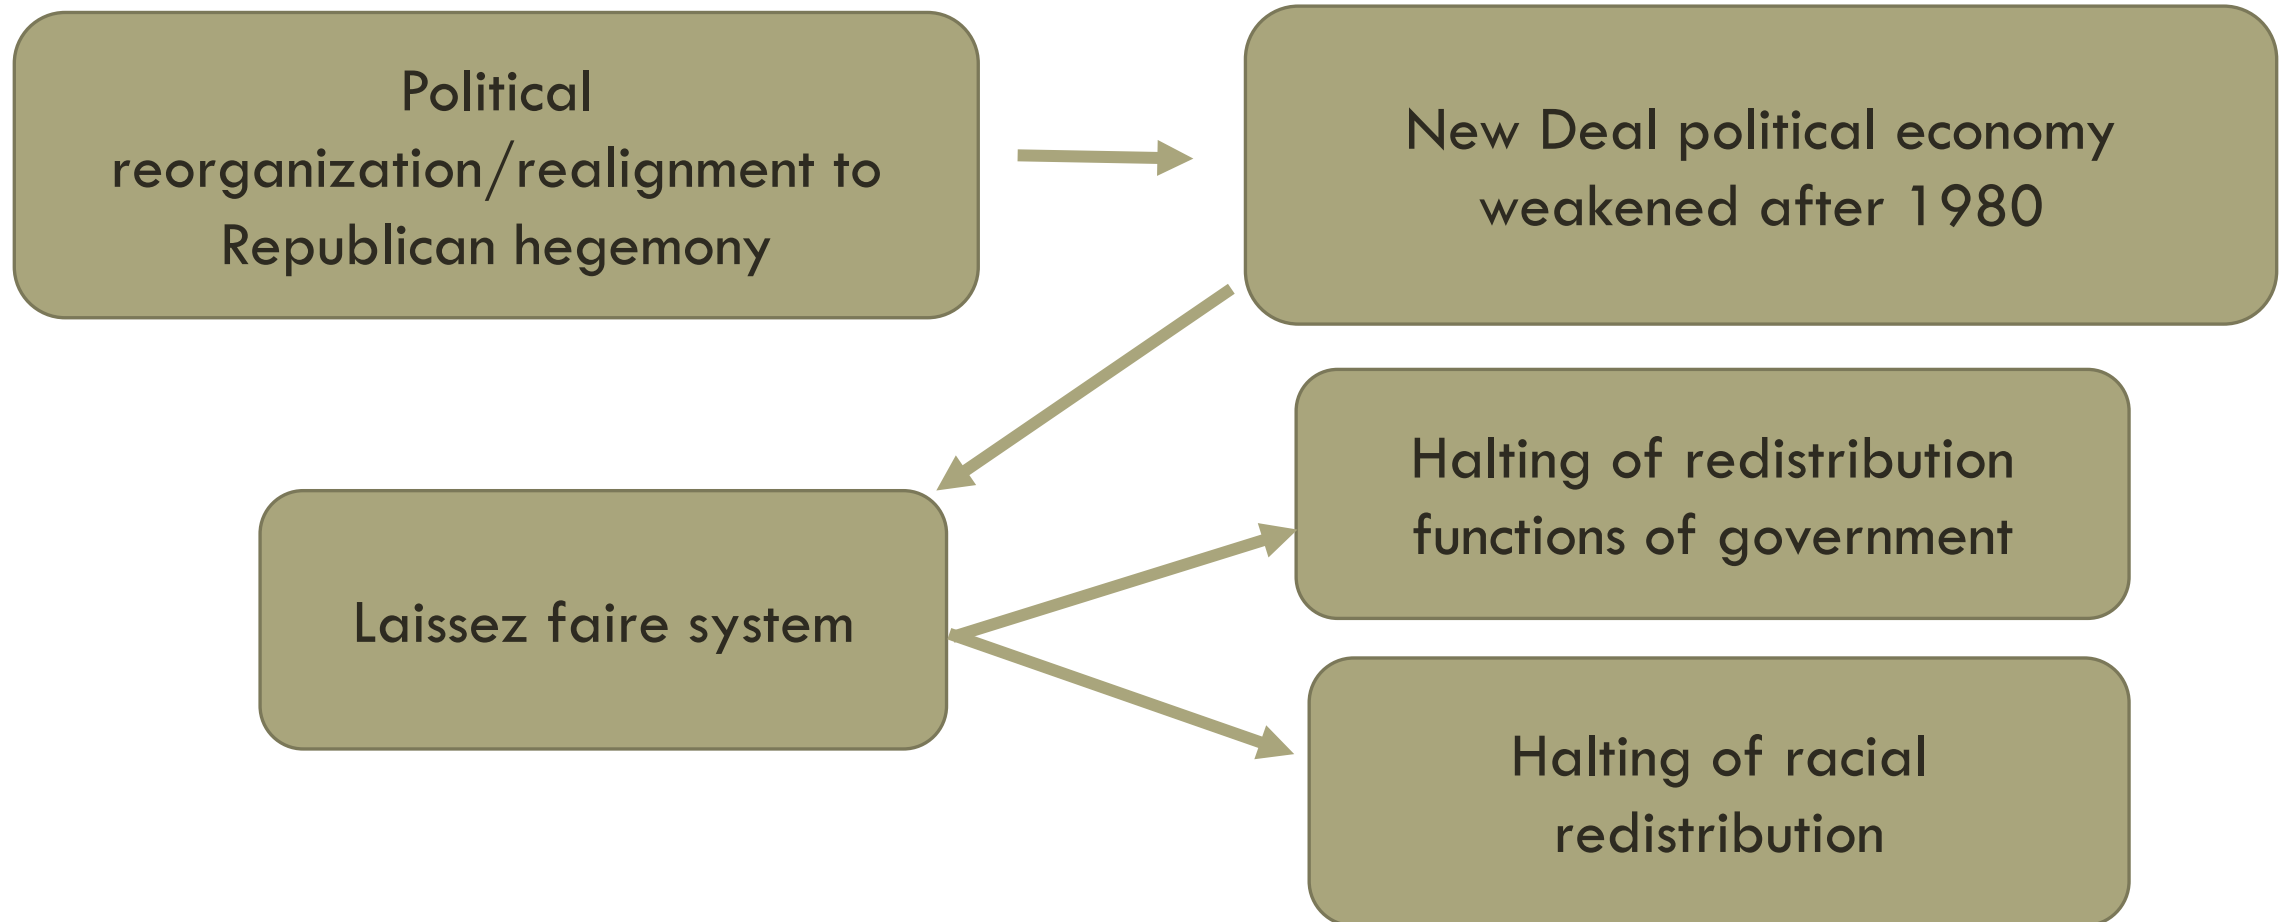 Political
reorganization/realignment to
Republican hegemony
New Deal political economy
weakened after 1980
Laissez faire system
Halting of redistribution
functions of government
Halting of racial
redistribution